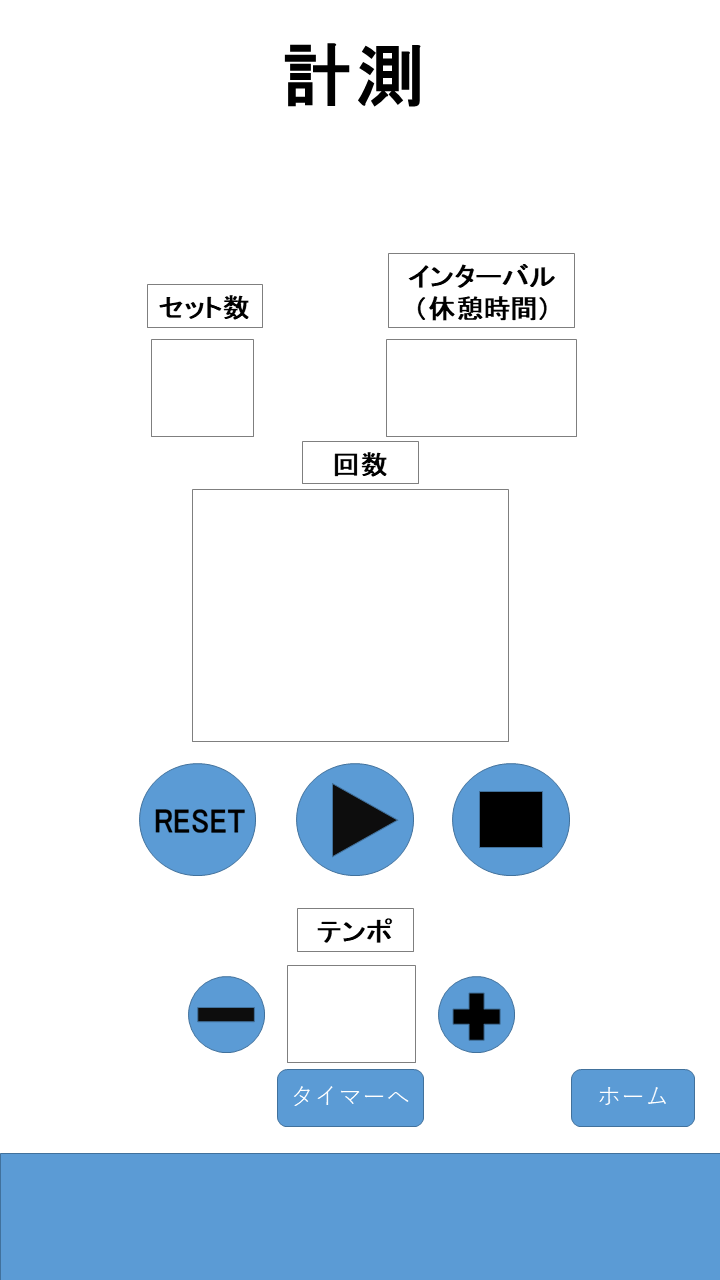 計測
セット数
インターバル
（休憩時間）
回数
RESET
テンポ
タイマーへ
ホーム